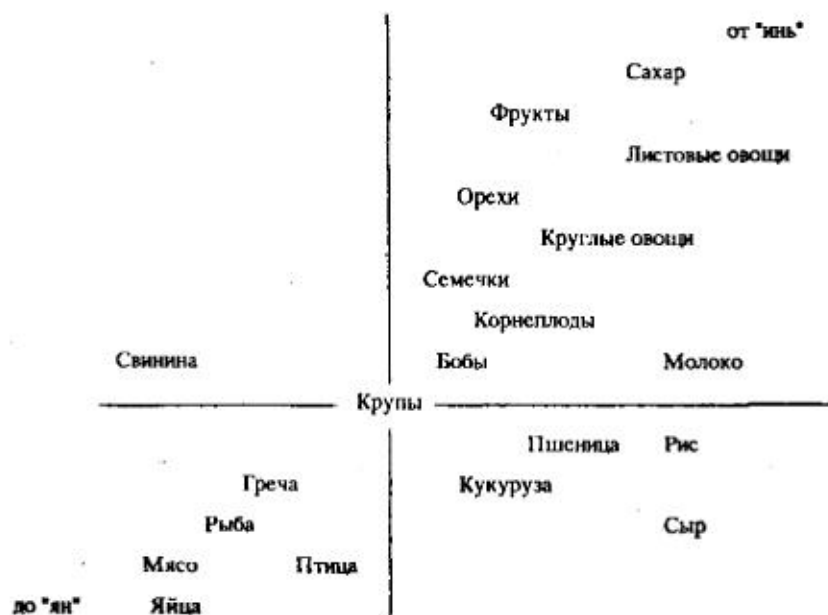 от "инь"
Сахар
Фрукты
Листовые овощи
Орехи
Круглые овощи
Семечки
Корнеплоды
Свинина Бобы Молоко
Крупы
Пшеница Рис
Греча Кукуруза
Рыба Сыр
Мясо Птица
до "ян" Яйца